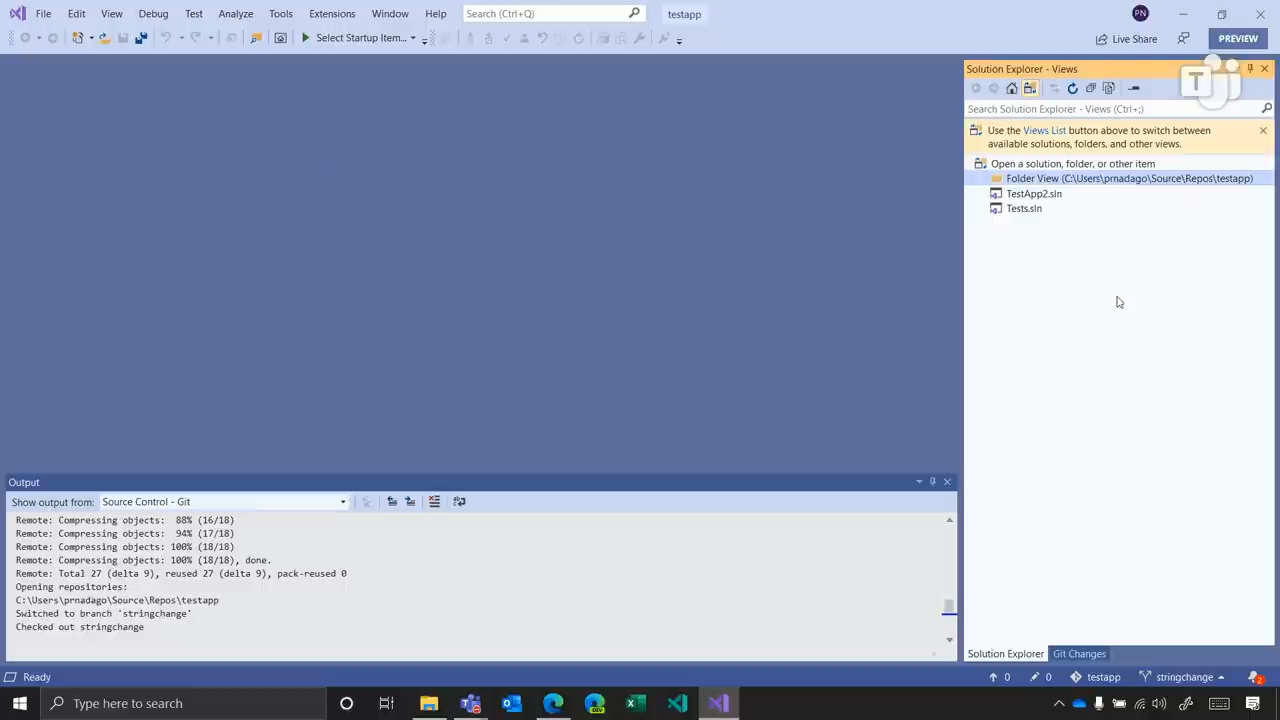 File Edit View Git Debug Test Analyze Tools Extensions Window Help Search (Ctrl+Q) testapp PN
Select Startup Item... Live Share PREVIEW
Solution Explorer - Views
T
Search Solution Explorer - Views (Ctrl+;)
Use the Views List button above to switch between
available solutions, folders, and other views.
Open a solution, folder, or other item
Folder View (C:\Users\prnadago\Source\Repos\testapp)
TestApp2.sln
Tests.sln
Output
Show output from: Source Control - Git
Remote: Compressing objects: 88% (16/18)
Remote: Compressing objects: 94% (17/18)
Remote: Compressing objects: 100% (18/18)
Remote: Compressing objects: 100% (18/18), done.
Remote: Total 27 (delta 9), reused 27 (delta 9), pack-reused 0
Opening repositories:
C:\Users\prnadago\Source\Repos\testapp
Switched to branch 'stringchange'
Checked out stringchange
Solution Explorer Git Changes
Ready 0 0 testapp stringchange 2
Type here to search DEV